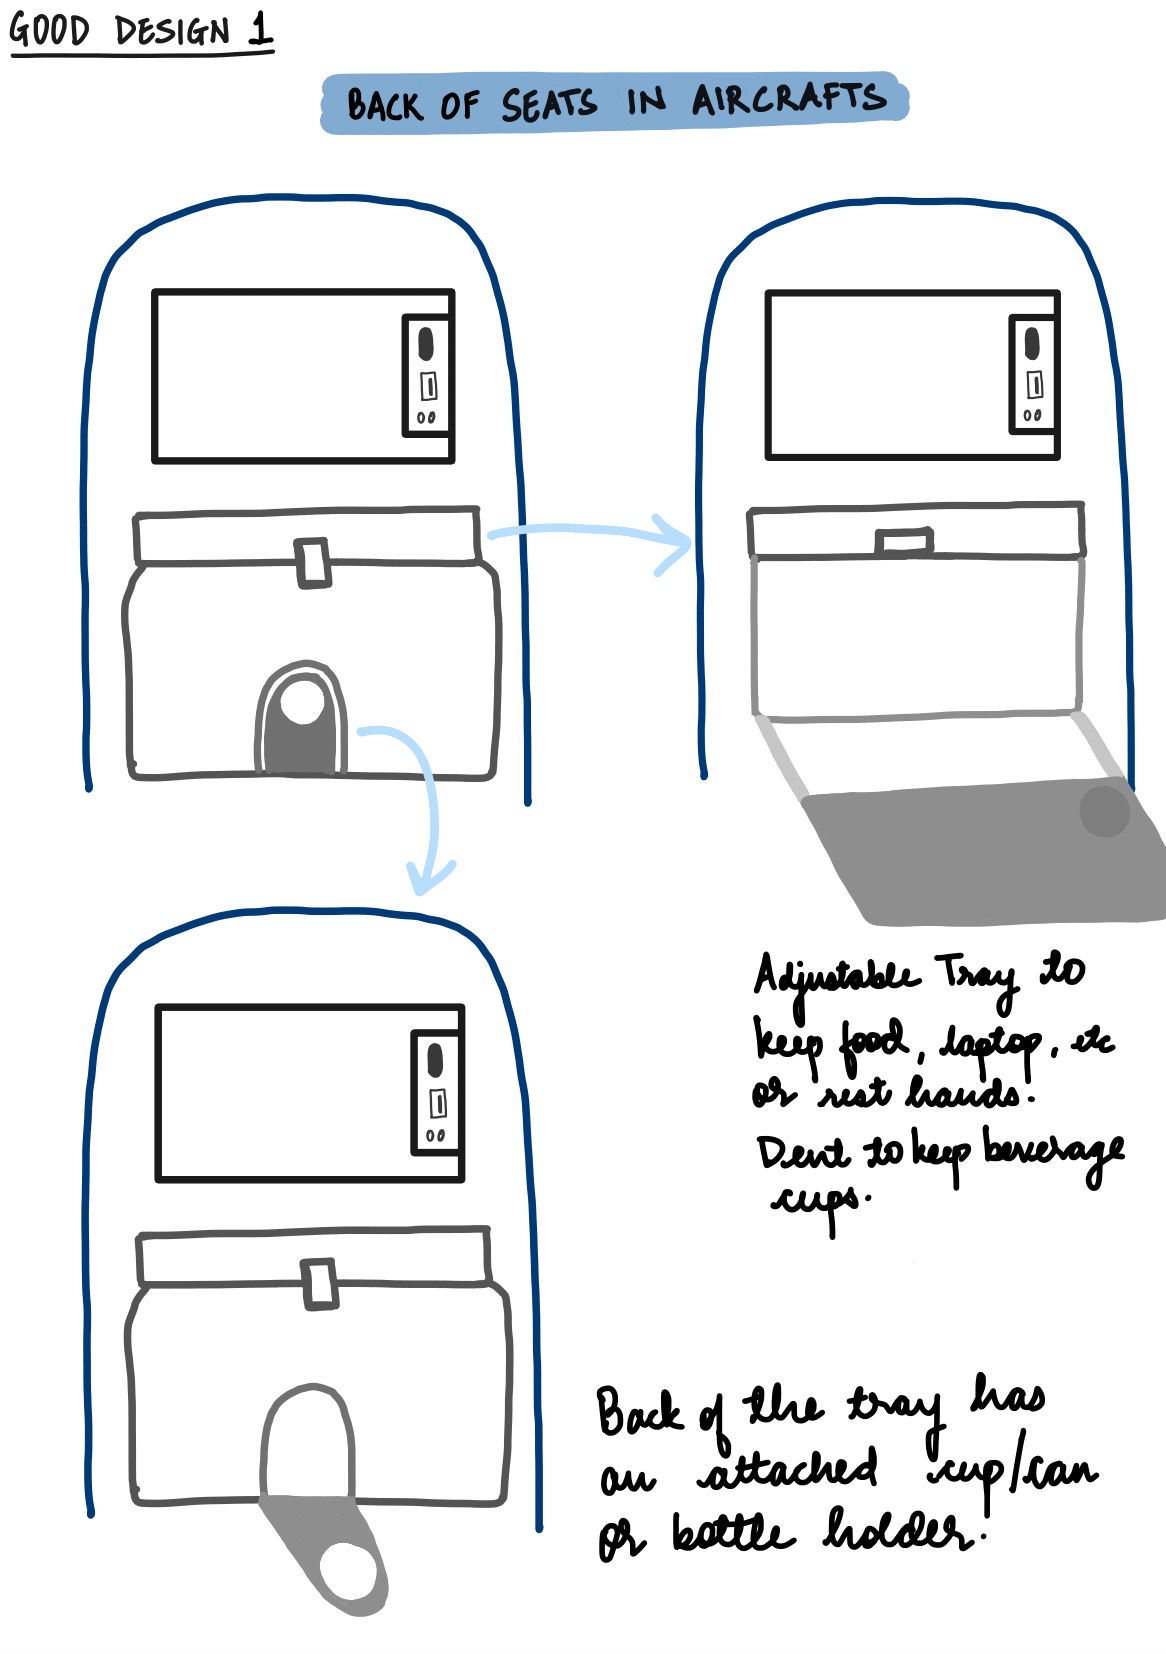 GOOD DESIGN 1
BACK OF SEATS IN AIRCRAFTS
Adjustable Tray to
keep food, laptop, etc
or rest hands.
Dent to keep beverage
cups.
Back of the tray has
an attached cup/can
or bottle holder.